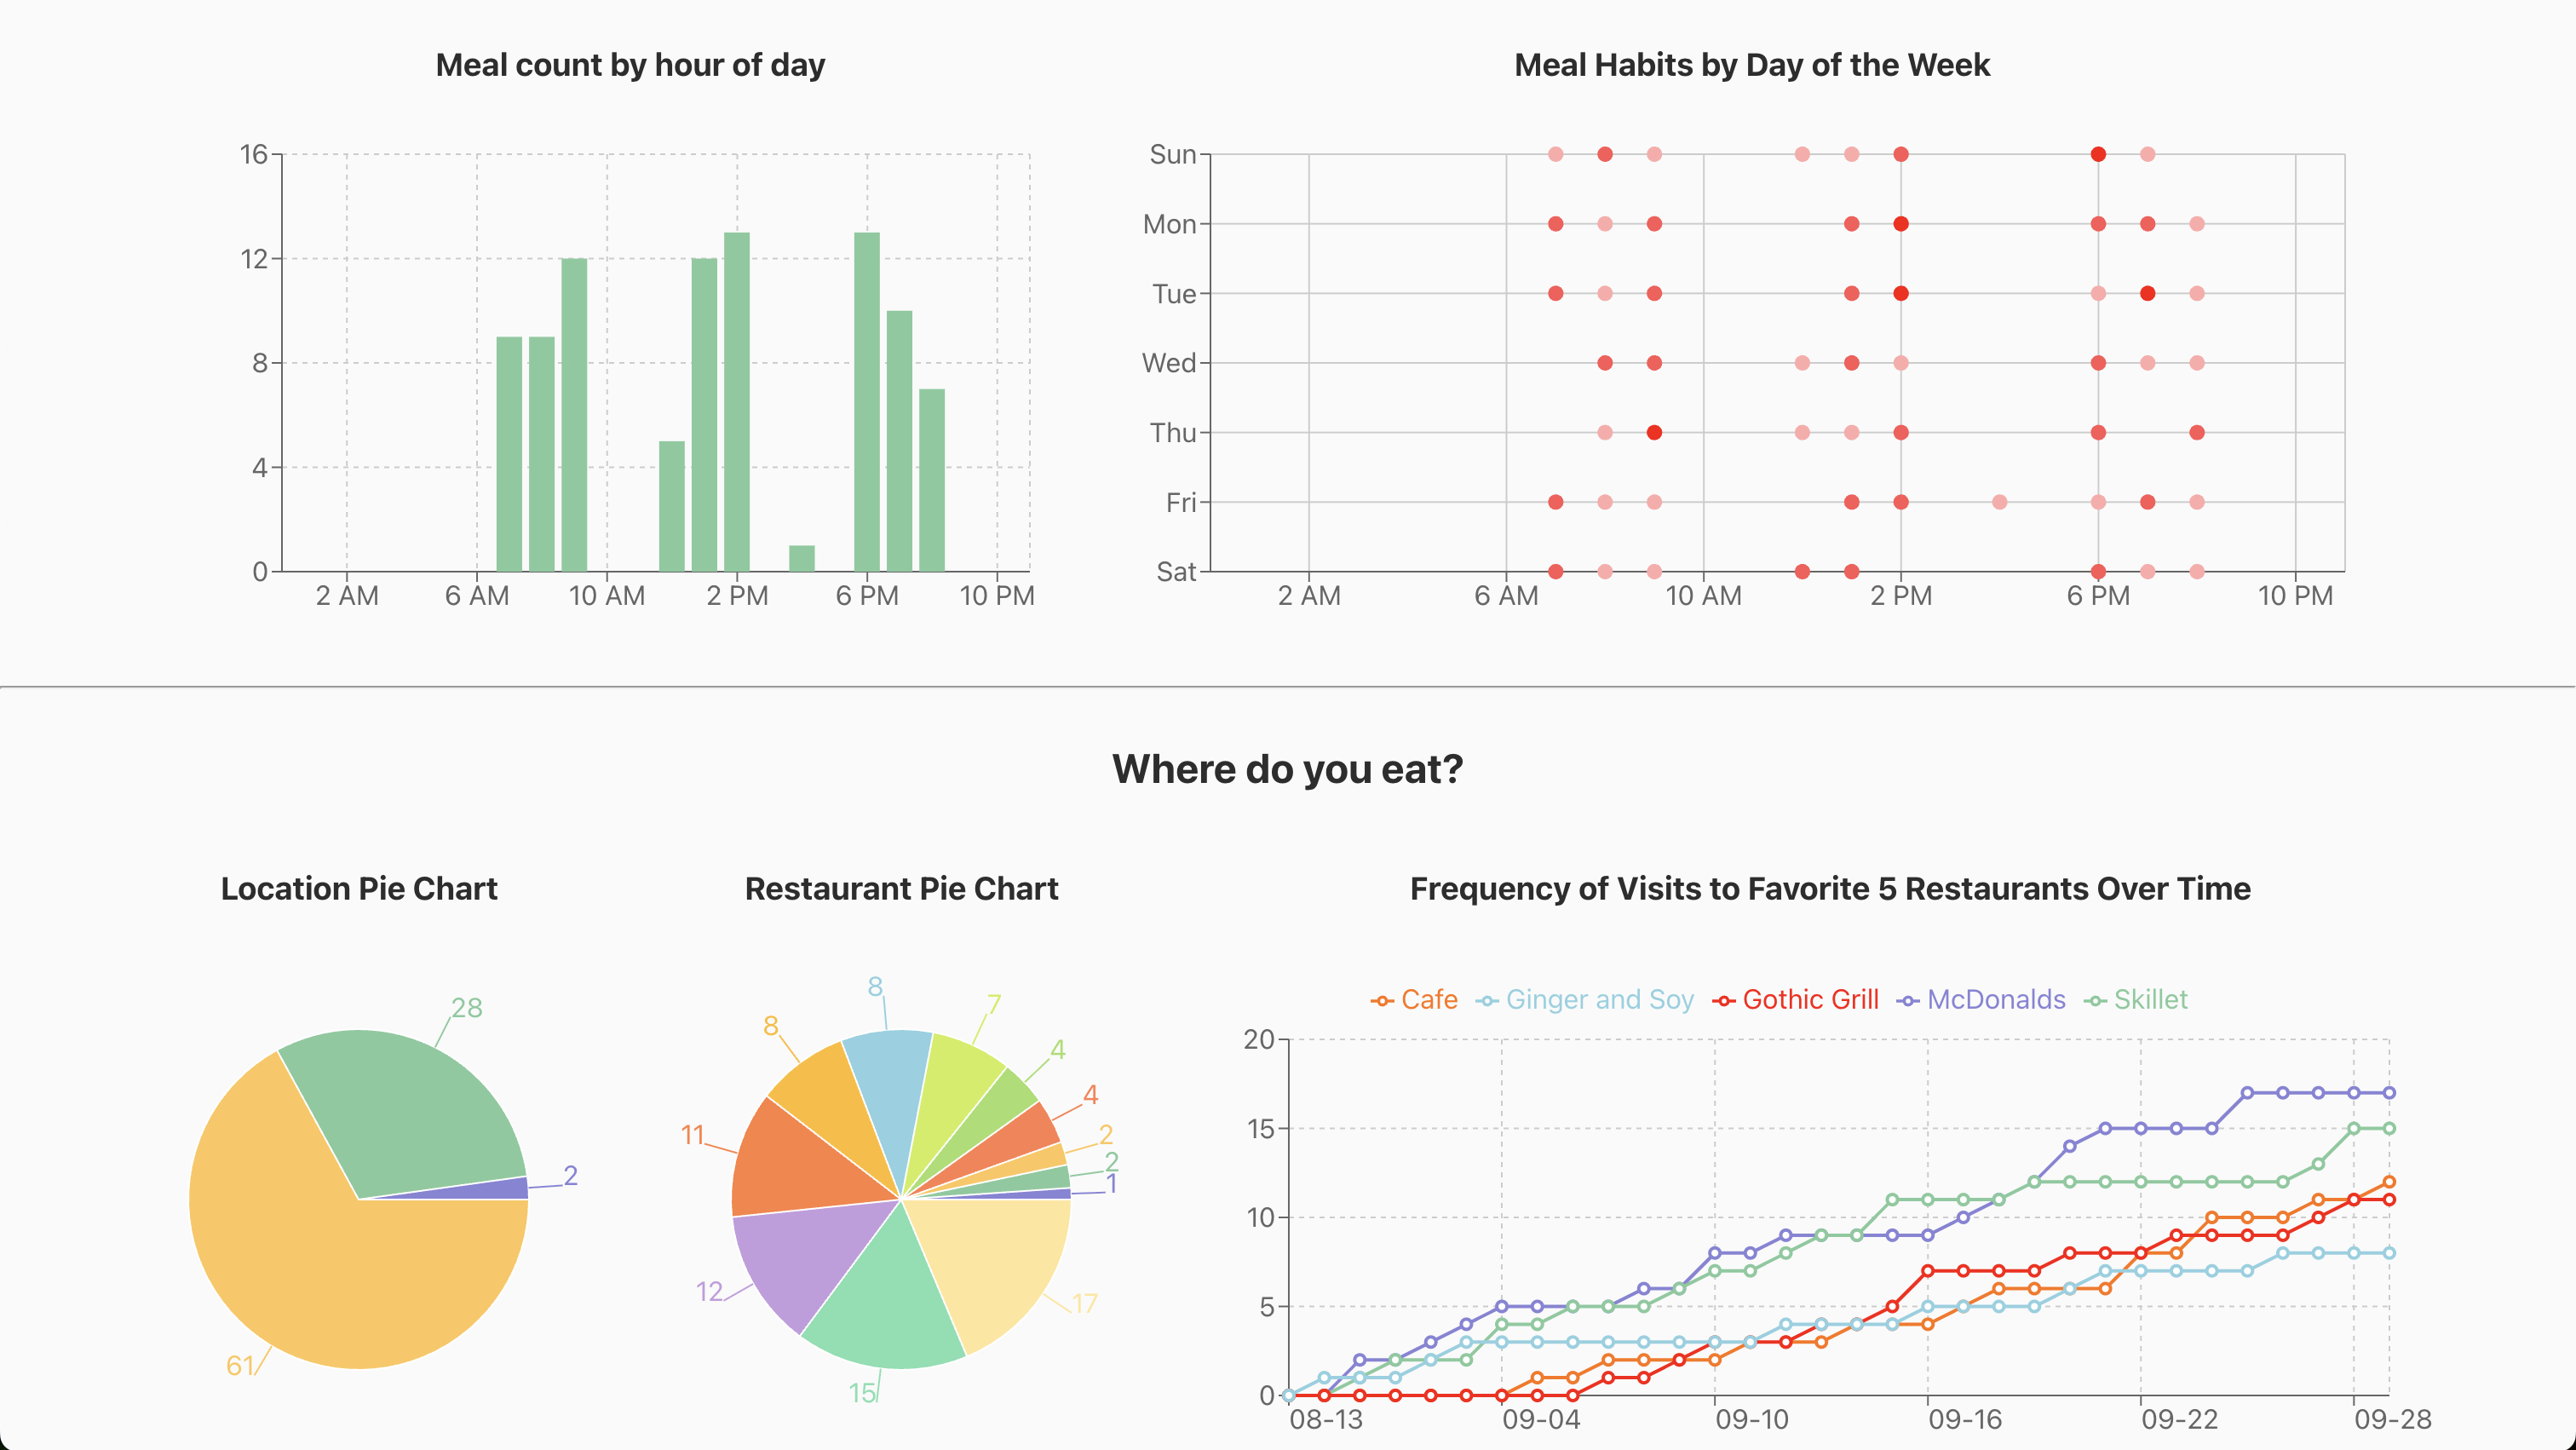 Meal count by hour of day
16
12
8
4
0
2 AM 6 AM 10 AM 2 PM 6 PM 10 PM
Meal Habits by Day of the Week
Sun
Mon
Tue
Wed
Thu
Fri
Sat
2 AM 6 AM 10 AM 2 PM 6 PM 10 PM
Where do you eat?
Location Pie Chart
28
2
61
Restaurant Pie Chart
8
7
8
4
4
11
2
2
1
12
17
15
Frequency of Visits to Favorite 5 Restaurants Over Time
Cafe Ginger and Soy Gothic Grill McDonalds Skillet
20
15
10
5
0
08-13 09-04 09-10 09-16 09-22 09-28